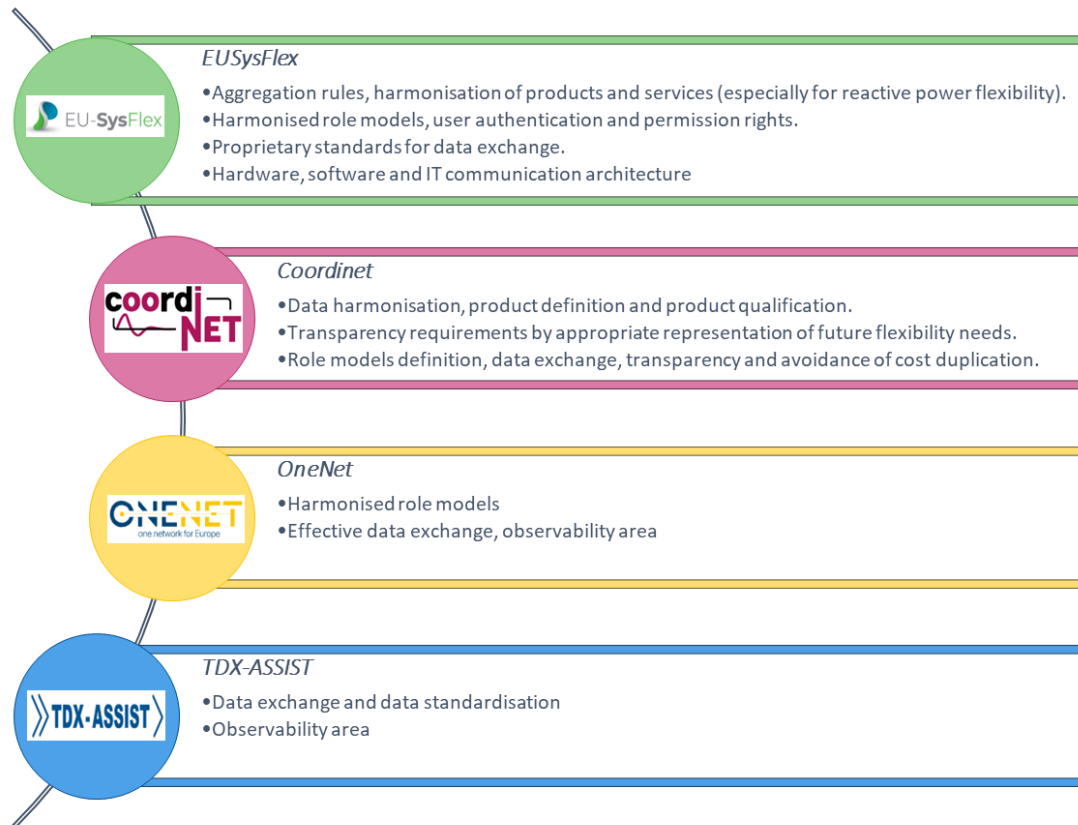 EUSysFlex
EU-SysFlex
•Aggregation rules, harmonisation of products and services (especially for reactive power flexibility).
•Harmonised role models, user authentication and permission rights.
•Proprietary standards for data exchange.
•Hardware, software and IT communication architecture
Coordinet
coordi
NET
•Data harmonisation, product definition and product qualification.
•Transparency requirements by appropriate representation of future flexibility needs.
•Role models definition, data exchange, transparency and avoidance of cost duplication.
OneNet
ONENET
one network for Europe
•Harmonised role models
•Effective data exchange, observability area
TDX-ASSIST
TDX-ASSIST
•Data exchange and data standardisation
•Observability area